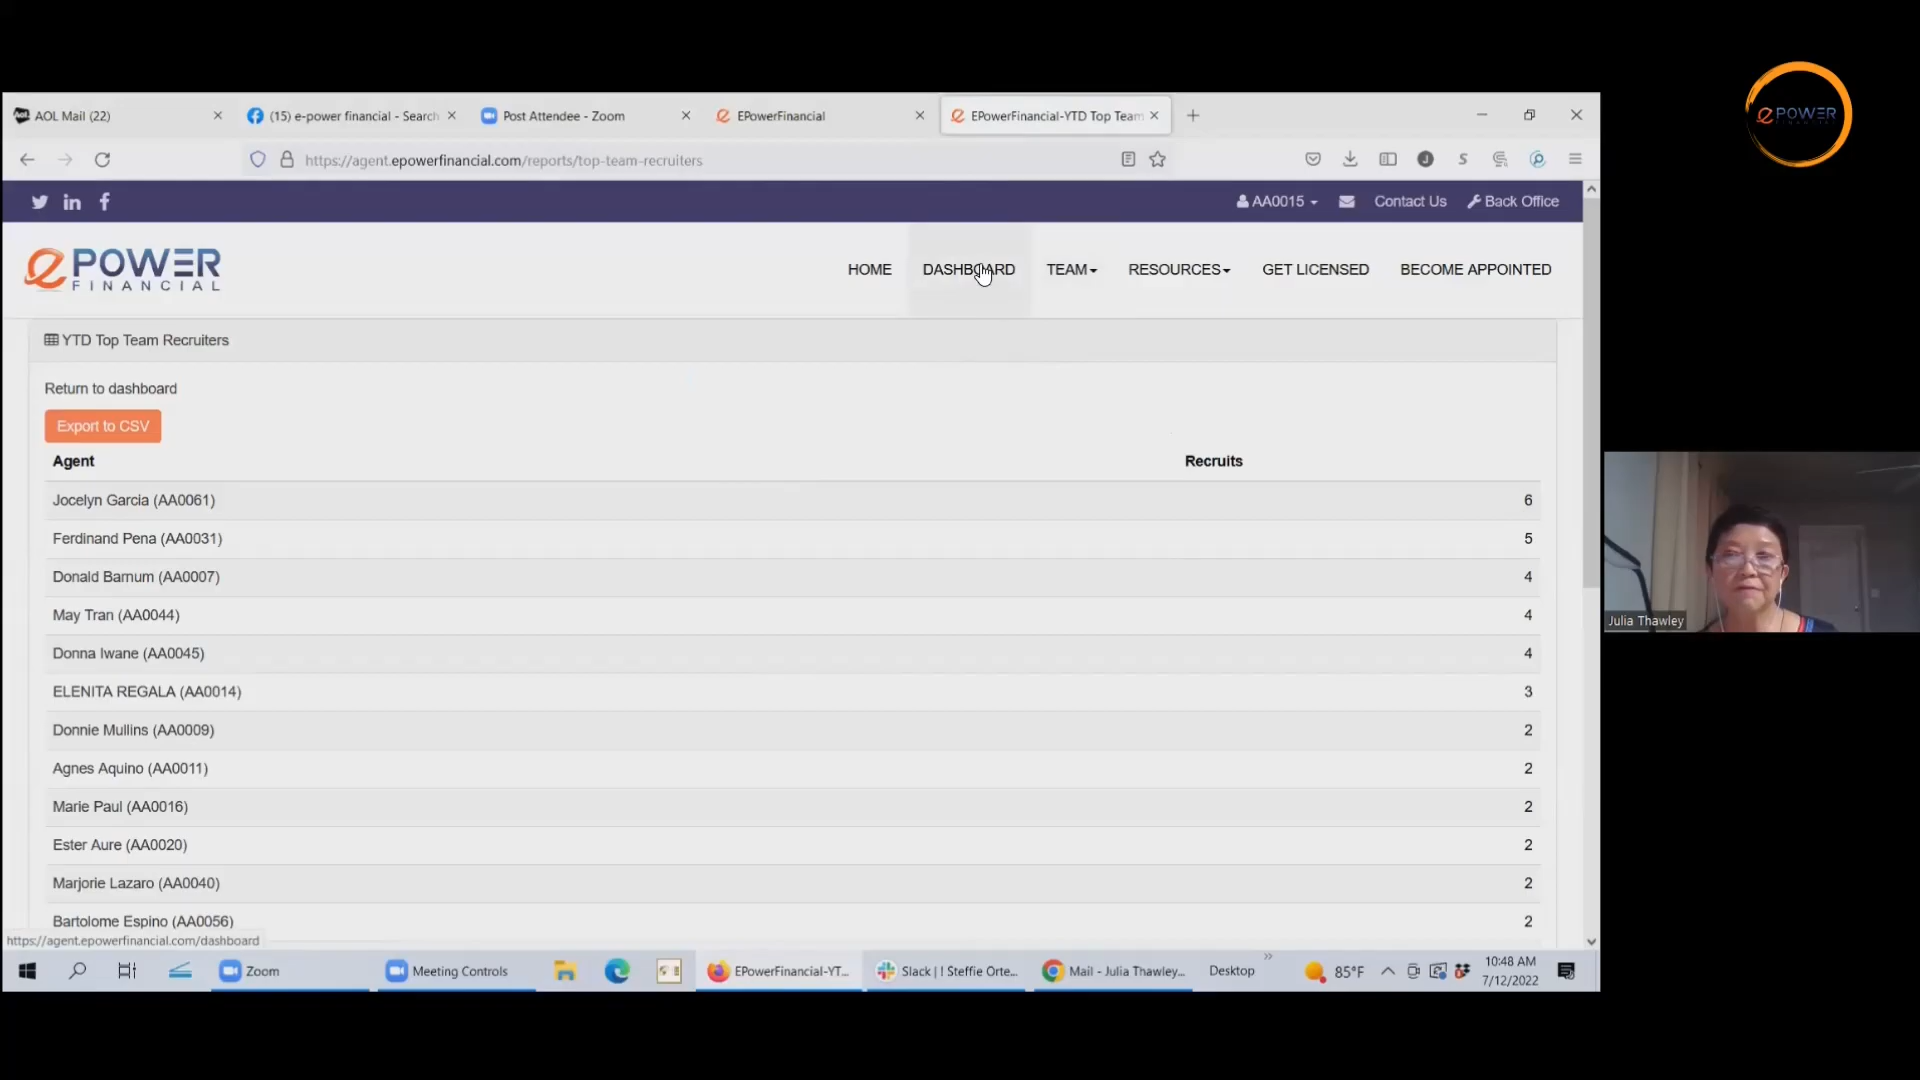 AOL Mail (22)
(15) e-power financial - Search
Post Attendee - Zoom
EPowerFinancial
EPowerFinancial-YTD Top Team
https://agent.epowerfinancial.com/reports/top-team-recruiters
AA0015
Contact Us
Back Office
ePOWER
FINANCIAL
HOME
DASHBOARD
TEAM
RESOURCES
GET LICENSED
BECOME APPOINTED
YTD Top Team Recruiters
Return to dashboard
Export to CSV
Agent Recruits
Jocelyn Garcia (AA0061) 6
Ferdinand Pena (AA0031) 5
Donald Barnum (AA0007) 4
May Tran (AA0044) 4
Donna Iwane (AA0045) 4
ELENITA REGALA (AA0014) 3
Donnie Mullins (AA0009) 2
Agnes Aquino (AA0011) 2
Marie Paul (AA0016) 2
Ester Aure (AA0020) 2
Marjorie Lazaro (AA0040) 2
Bartolome Espino (AA0056) 2
https://agent.epowerfinancial.com/dashboard
Zoom
Meeting Controls
EPowerFinancial-YT...
Slack | ! Steffie Orte...
Mail - Julia Thawley...
Desktop
85°F
10:48 AM
7/12/2022
ePOWER
FINANCIAL
Julia Thawley